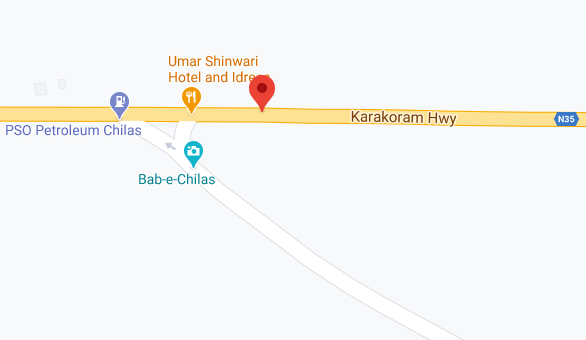 Umar Shinwari
Hotel and
PSO Petroleum Chilas
Karakoram Hwy
N35
Bab-e-Chilas